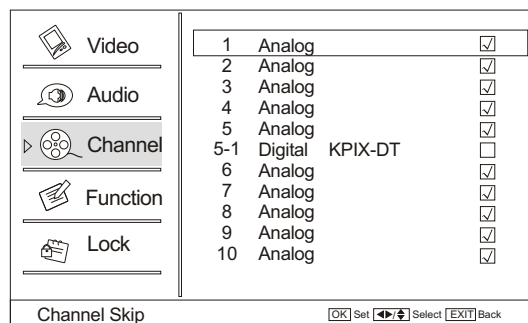 Video
Audio
Channel
Function
Lock
1 Analog
2 Analog
3 Analog
4 Analog
5 Analog
5-1 Digital KPIX-DT
6 Analog
7 Analog
8 Analog
9 Analog
10 Analog
Channel Skip
OK Set / Select EXIT Back